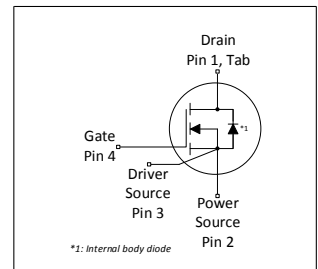 Drain
Pin 1, Tab
*1
Gate
Pin 4
Driver
Source
Pin 3
Power
Source
Pin 2
*1: Internal body diode